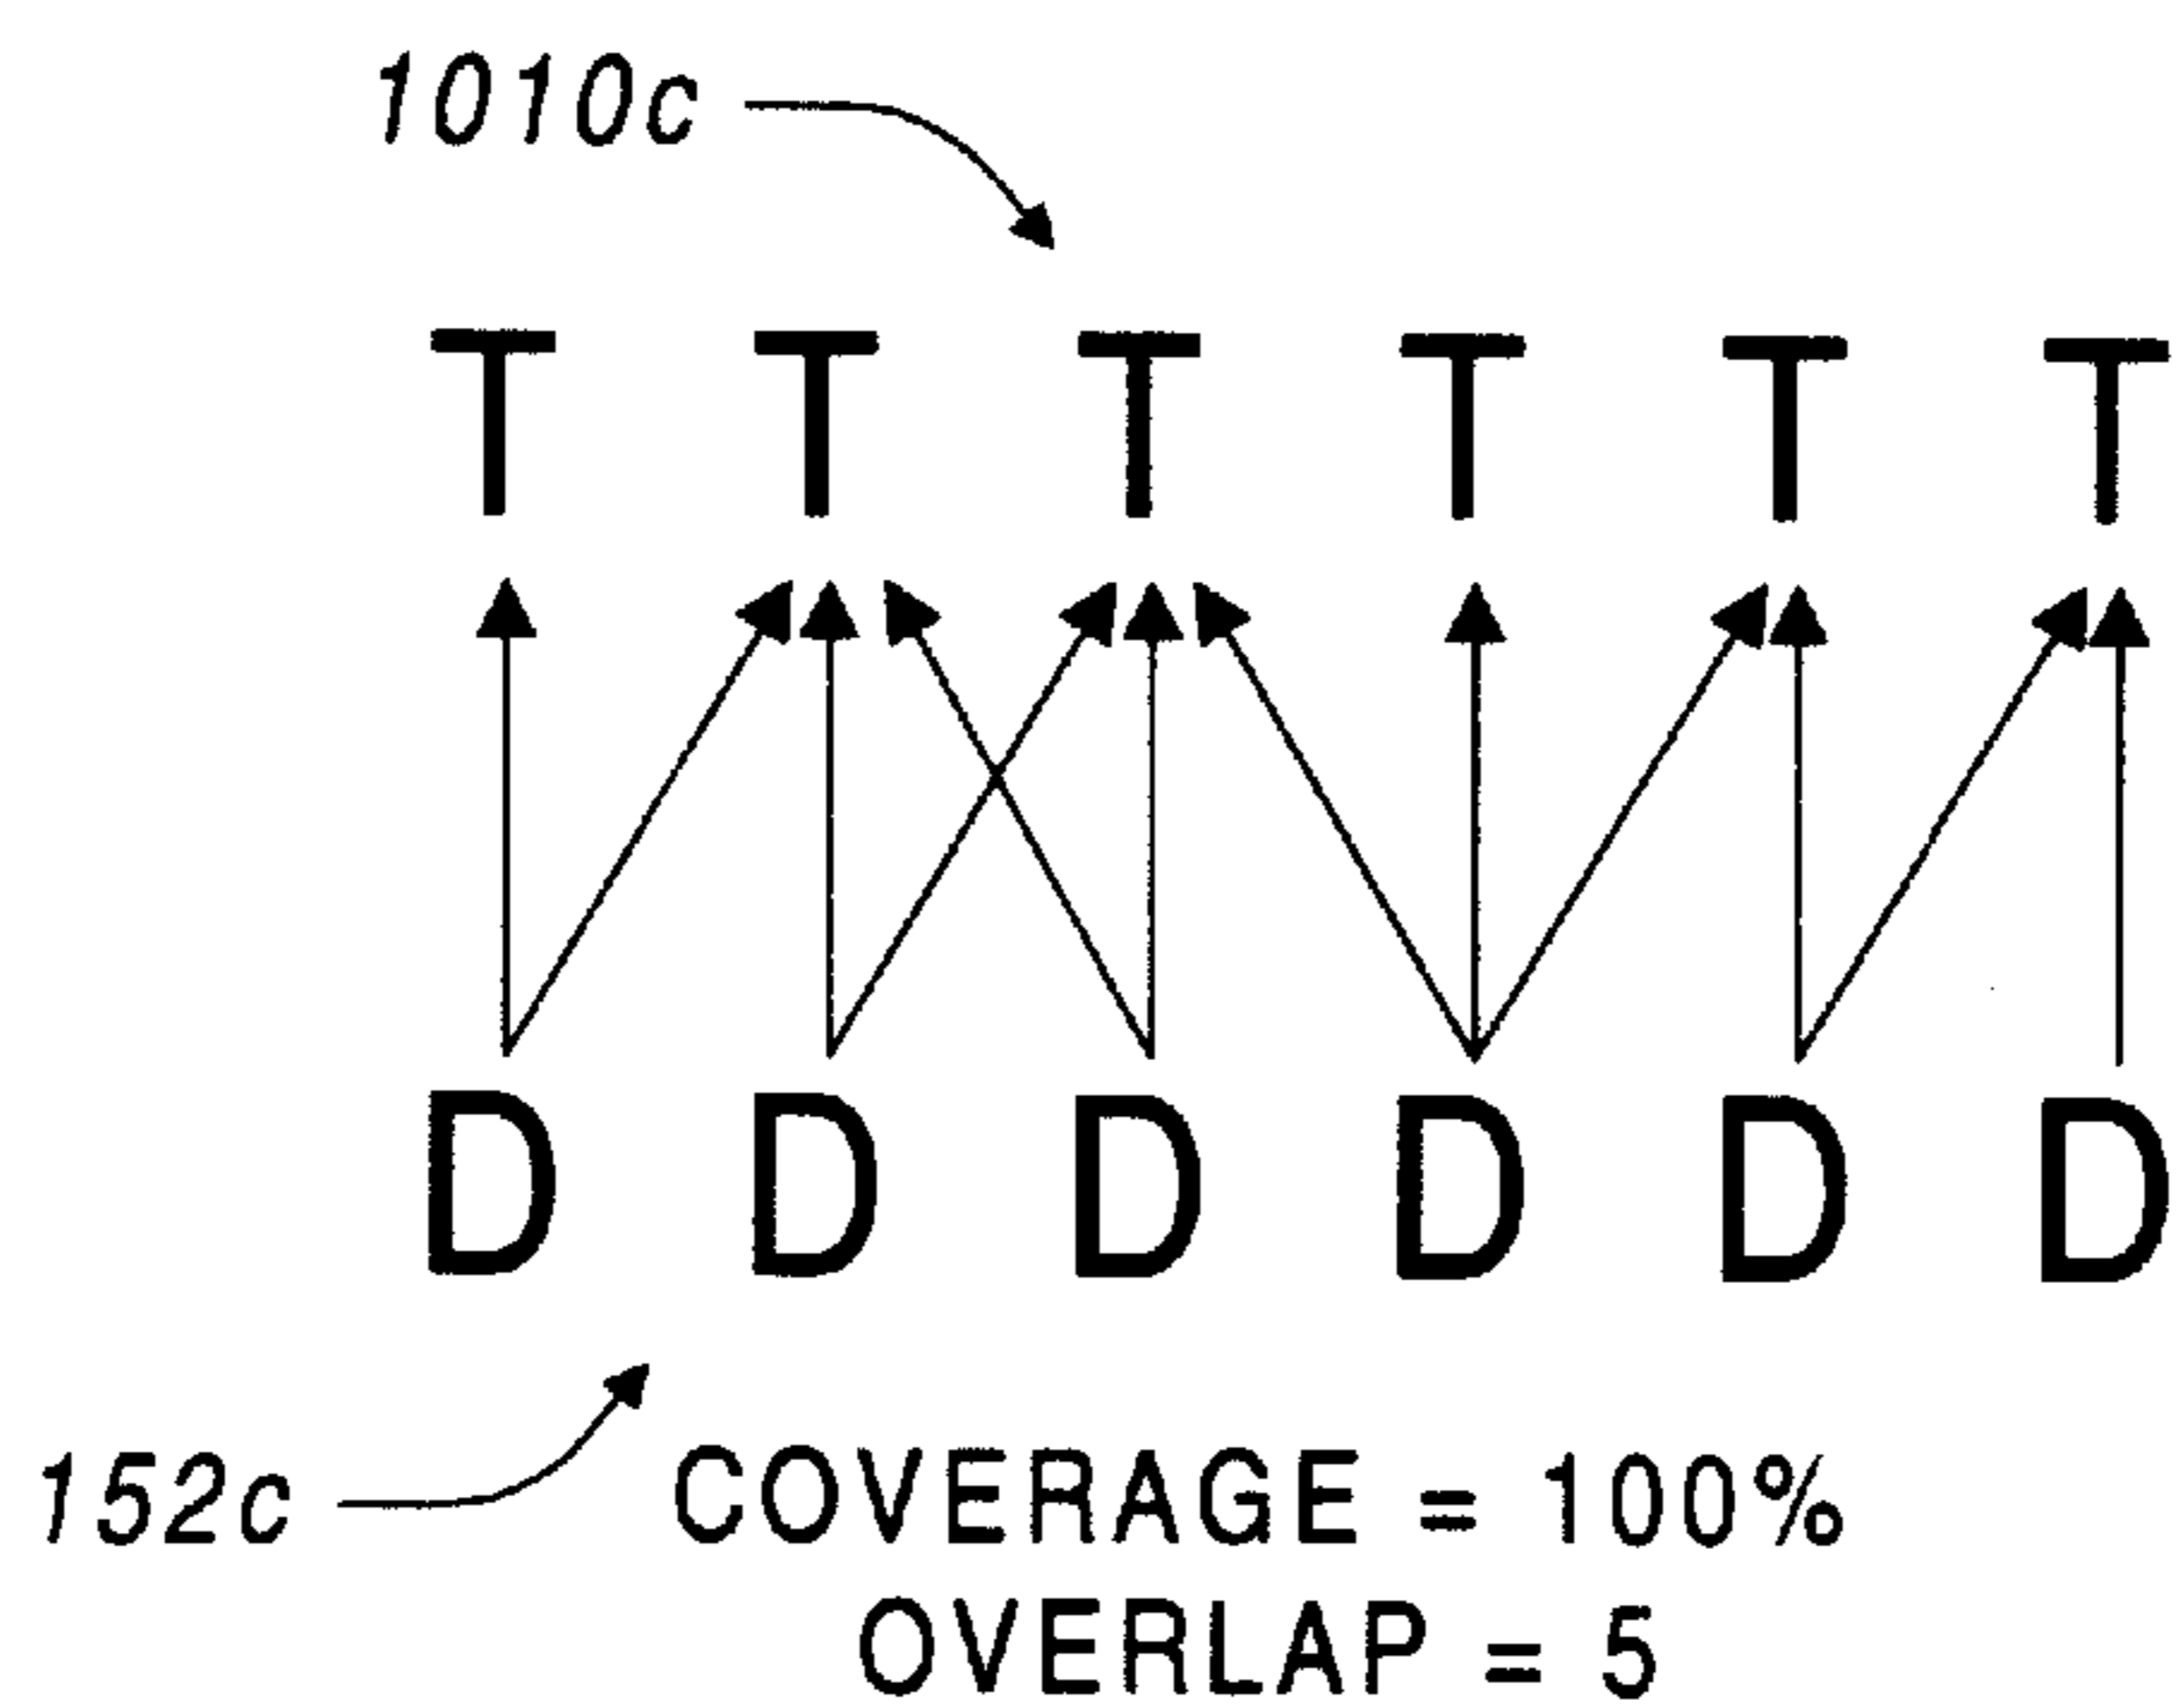 1010c
T T T T T T
D D D D D D
152c COVERAGE = 100%
OVERLAP = 5